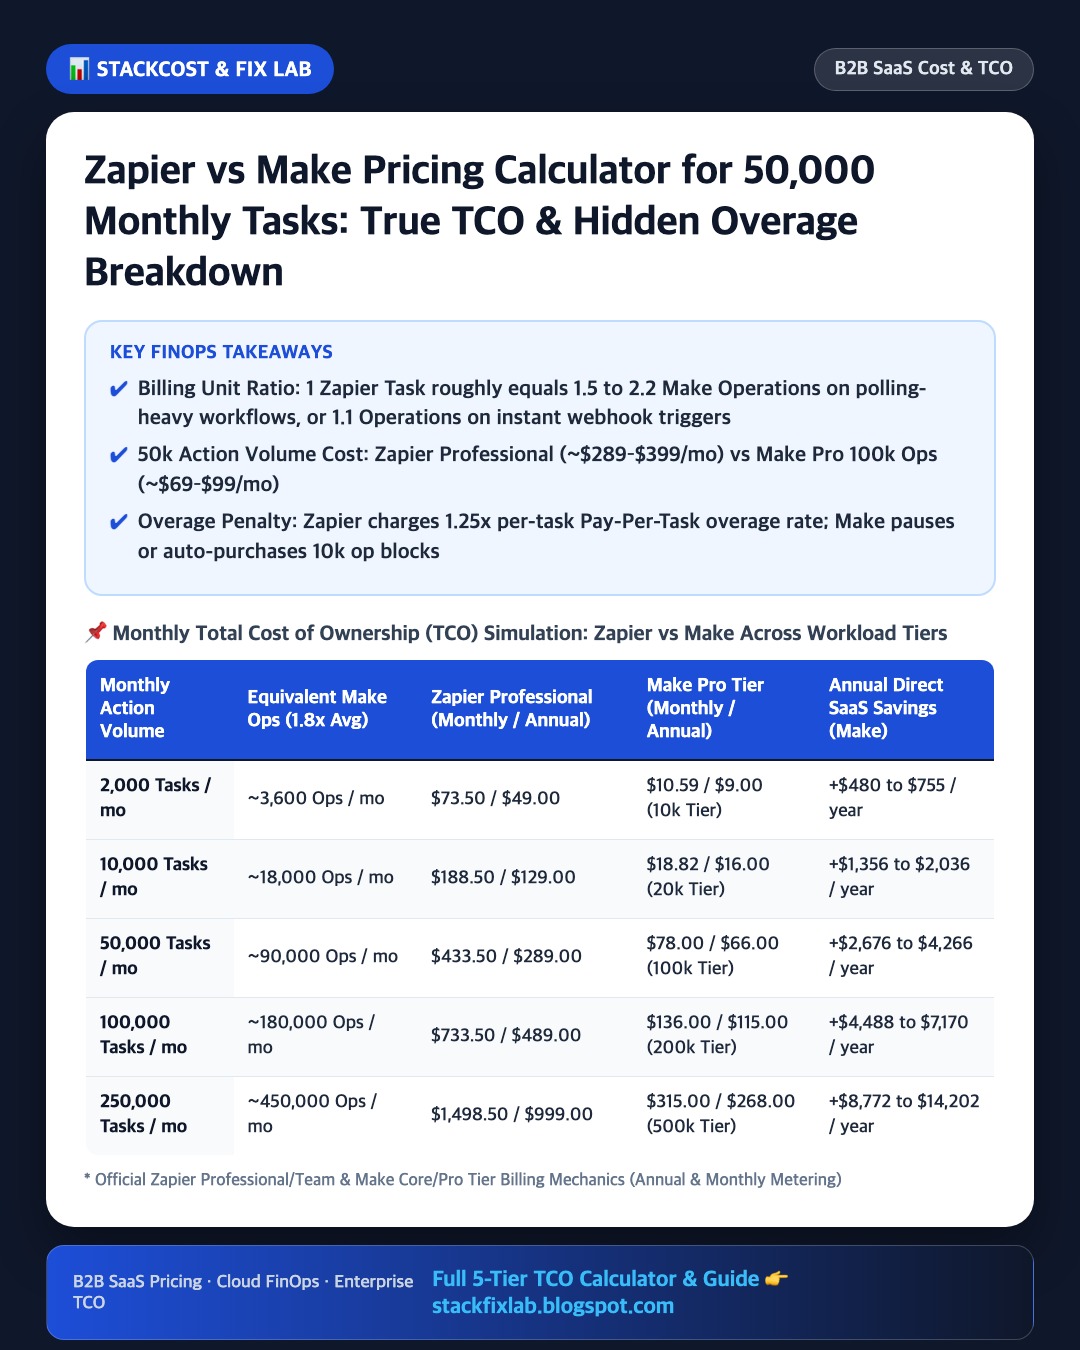 📊 STACKCOST & FIX LAB
B2B SaaS Cost & TCO
Zapier vs Make Pricing Calculator for 50,000
Monthly Tasks: True TCO & Hidden Overage
Breakdown
KEY FINOPS TAKEAWAYS
✔ Billing Unit Ratio: 1 Zapier Task roughly equals 1.5 to 2.2 Make Operations on polling-
heavy workflows, or 1.1 Operations on instant webhook triggers
✔ 50k Action Volume Cost: Zapier Professional (~$289-$399/mo) vs Make Pro 100k Ops
(~$69-$99/mo)
✔ Overage Penalty: Zapier charges 1.25x per-task Pay-Per-Task overage rate; Make pauses
or auto-purchases 10k op blocks
📌 Monthly Total Cost of Ownership (TCO) Simulation: Zapier vs Make Across Workload Tiers
Monthly
Action
Volume
Equivalent Make
Ops (1.8x Avg)
Zapier Professional
(Monthly / Annual)
Make Pro Tier
(Monthly /
Annual)
Annual Direct
SaaS Savings
(Make)
2,000 Tasks /
mo
~3,600 Ops / mo
$73.50 / $49.00
$10.59 / $9.00
(10k Tier)
+$480 to $755 /
year
10,000 Tasks
/ mo
~18,000 Ops / mo
$188.50 / $129.00
$18.82 / $16.00
(20k Tier)
+$1,356 to $2,036
/ year
50,000 Tasks
/ mo
~90,000 Ops / mo
$433.50 / $289.00
$78.00 / $66.00
(100k Tier)
+$2,676 to $4,266
/ year
100,000
Tasks / mo
~180,000 Ops /
mo
$733.50 / $489.00
$136.00 / $115.00
(200k Tier)
+$4,488 to $7,170
/ year
250,000
Tasks / mo
~450,000 Ops /
mo
$1,498.50 / $999.00
$315.00 / $268.00
(500k Tier)
+$8,772 to $14,202
/ year
* Official Zapier Professional/Team & Make Core/Pro Tier Billing Mechanics (Annual & Monthly Metering)
B2B SaaS Pricing · Cloud FinOps · Enterprise
TCO
Full 5-Tier TCO Calculator & Guide 👉
stackfixlab.blogspot.com